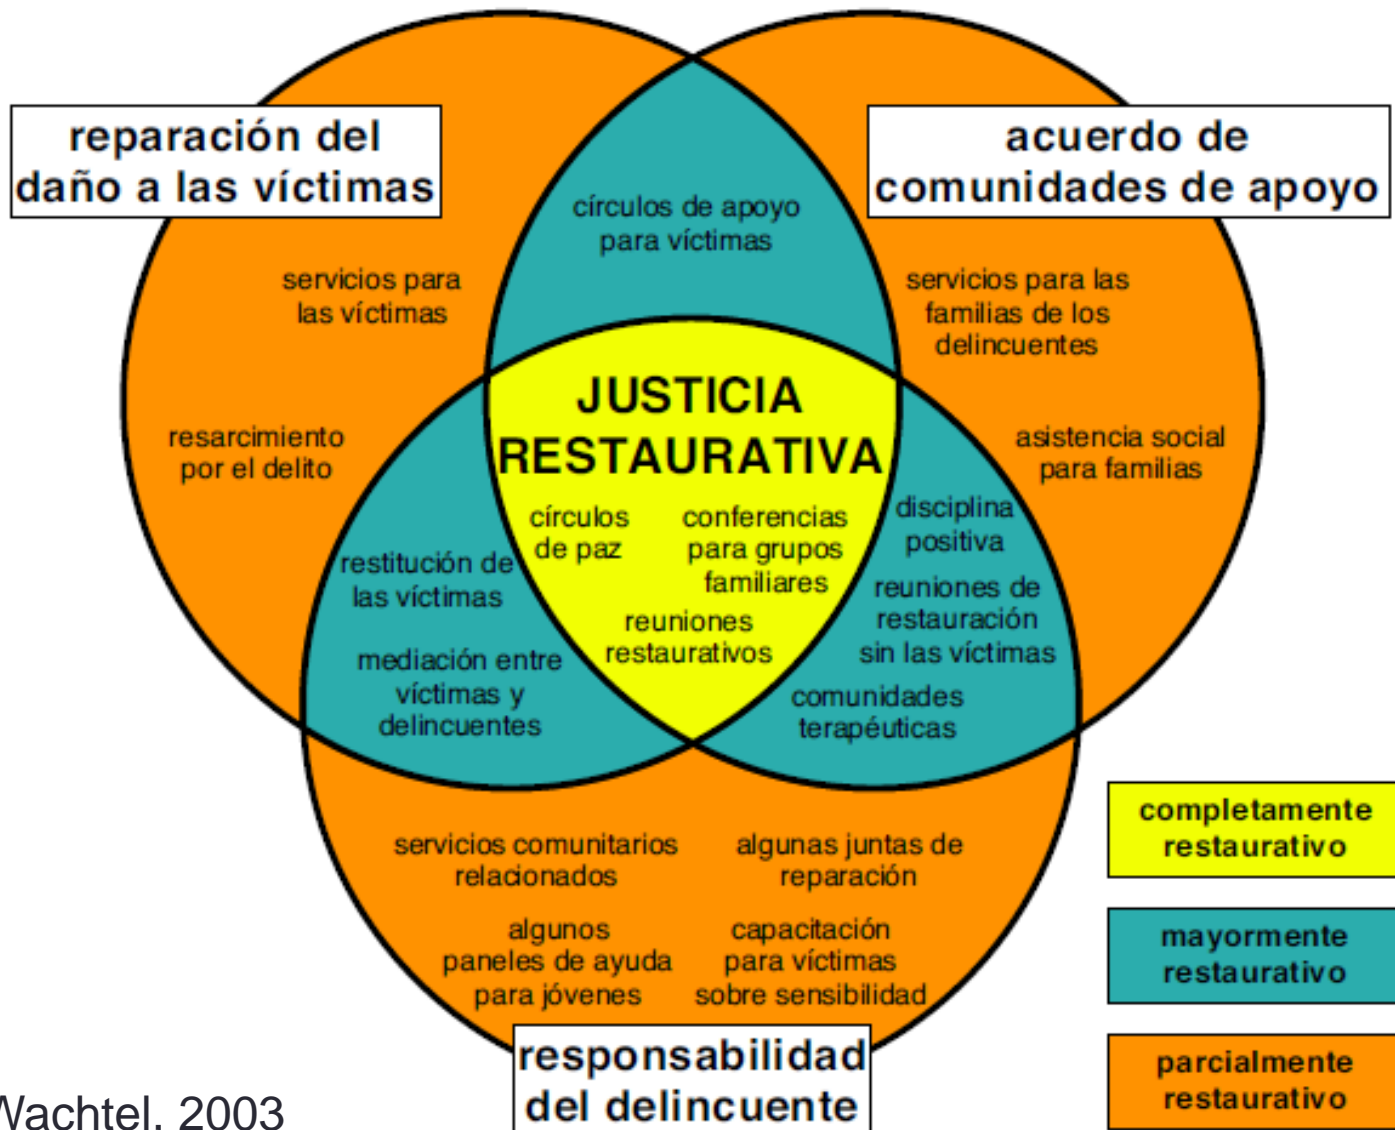 reparación del
daño a las víctimas
acuerdo de
comunidades de apoyo
círculos de apoyo
para víctimas
servicios para
las víctimas
servicios para las
familias de los
delincuentes
resarcimiento
por el delito
asistencia social
para familias
JUSTICIA
RESTAURATIVA
círculos
de paz
conferencias
para grupos
familiares
reuniones
restaurativos
restitución de
las víctimas
mediación entre
víctimas y
delincuentes
disciplina
positiva
reuniones de
restauración
sin las víctimas
comunidades
terapéuticas
servicios comunitarios
relacionados
algunas juntas de
reparación
algunos
paneles de ayuda
para jóvenes
capacitación
para víctimas
sobre sensibilidad
responsabilidad
del delincuente
completamente
restaurativo
mayormente
restaurativo
parcialmente
restaurativo
Wachtel, 2003